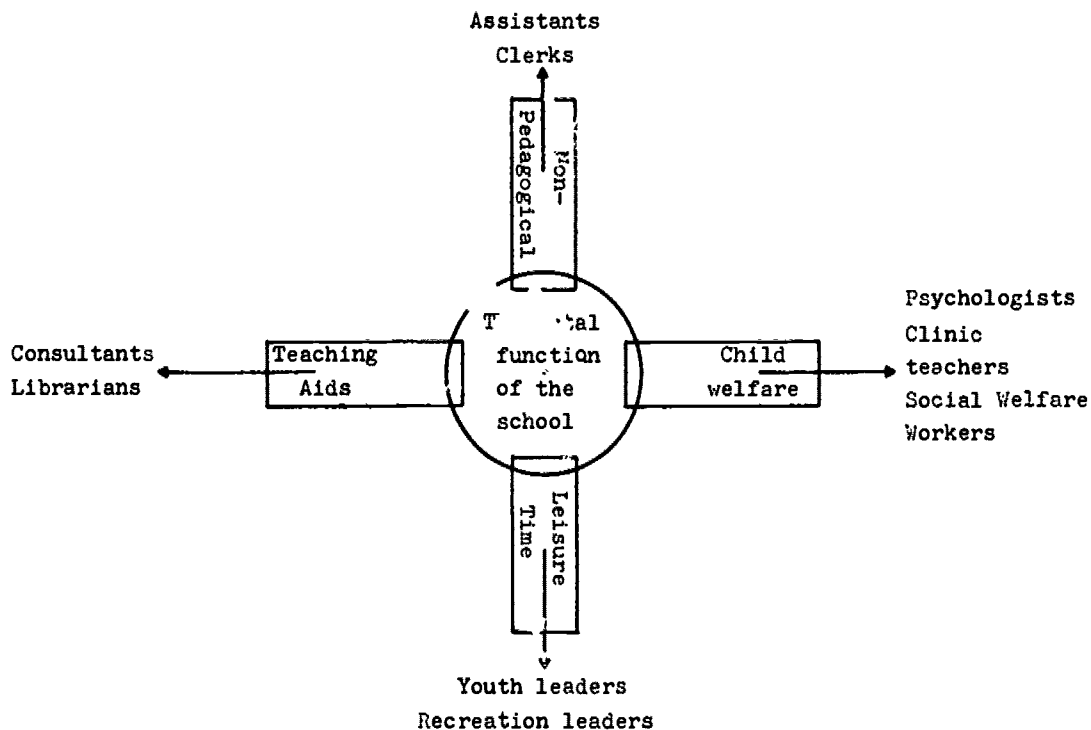 Assistants
Clerks
Non-
Pedagogical
function
of the
school
Teaching
Aids
Consultants
Librarians
Child
welfare
Psychologists
Clinic
teachers
Social Welfare
Workers
Leisure
Time
Youth leaders
Recreation leaders